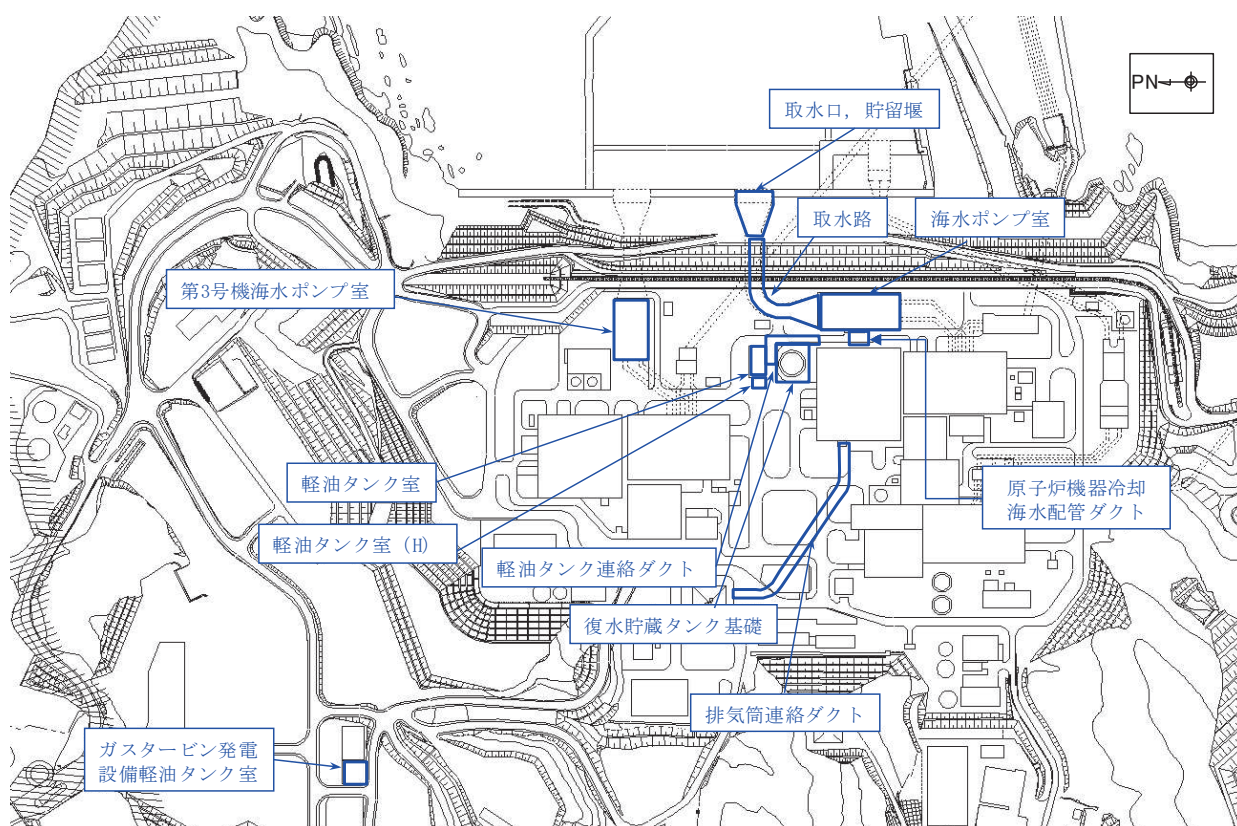 PN
取水口，貯留堰
取水路
海水ポンプ室
第3号機海水ポンプ室
軽油タンク室
軽油タンク室（H）
軽油タンク連絡ダクト
復水貯蔵タンク基礎
原子炉機器冷却
海水配管ダクト
排気筒連絡ダクト
ガスタービン発電
設備軽油タンク室